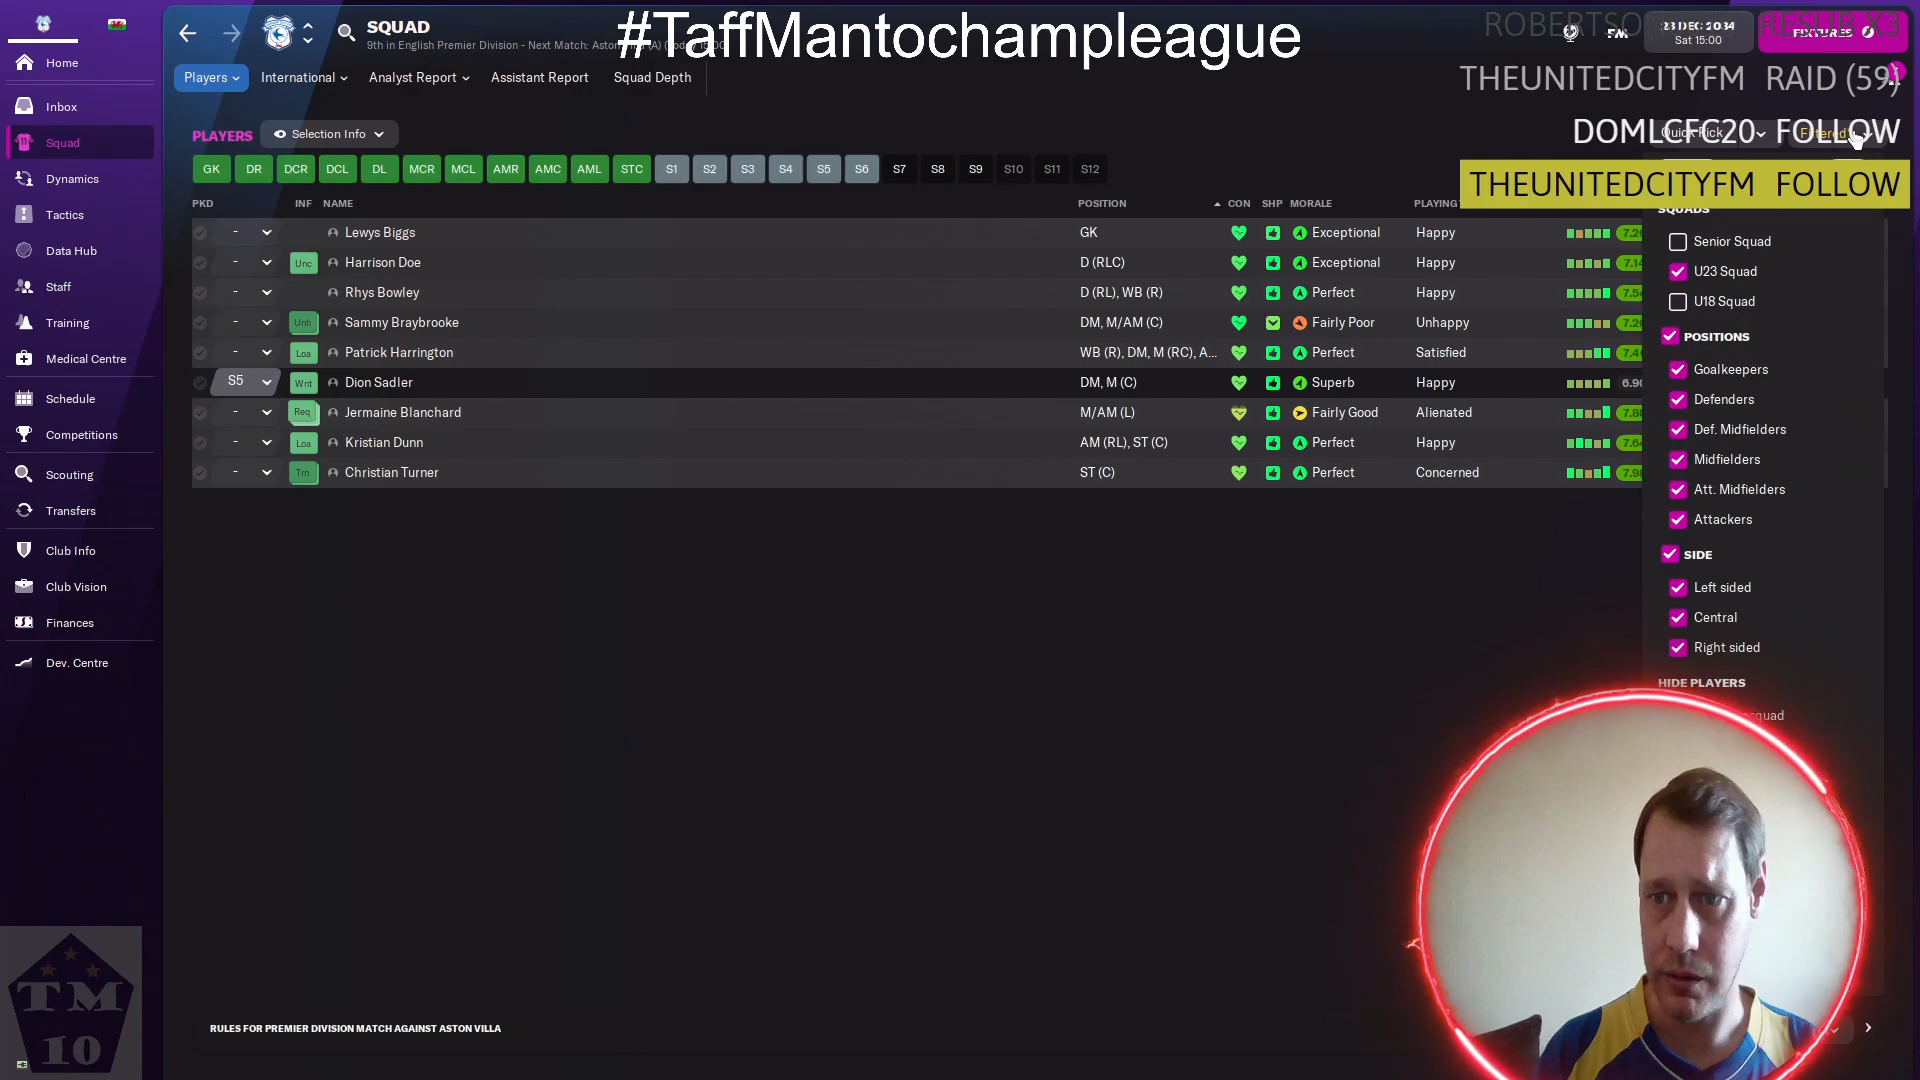 SQUAD
9th in English Premier Division - Next Match:
#TaffMantochampleague
23 DEC 2034
Sat 15:00
FIXTURES
THEUNITEDCITYFM RAID (59)
DOMLCFC20 FOLLOW
THEUNITEDCITYFM FOLLOW
Home
Inbox
Squad
Dynamics
Tactics
Data Hub
Staff
Training
Medical Centre
Schedule
Competitions
Scouting
Transfers
Club Info
Club Vision
Finances
Dev. Centre
TM
10
Players International Analyst Report Assistant Report Squad Depth
PLAYERS Selection Info Quick Pick Filtered
GK DR DCR DCL DL MCR MCL AMR AMC AML STC S1 S2 S3 S4 S5 S6 S7 S8 S9 S10 S11 S12
PKD INF NAME POSITION CON SHP MORALE PLAYING
- Lewys Biggs GK Exceptional Happy
- Unc Harrison Doe D (RLC) Exceptional Happy
- Rhys Bowley D (RL), WB (R) Perfect Happy
- Unh Sammy Braybrooke DM, M/AM (C) Fairly Poor Unhappy
- Loa Patrick Harrington WB (R), DM, M (RC), A... Perfect Satisfied
S5 Wnt Dion Sadler DM, M (C) Superb Happy
- Req Jermaine Blanchard M/AM (L) Fairly Good Alienated
- Loa Kristian Dunn AM (RL), ST (C) Perfect Happy
- Trn Christian Turner ST (C) Perfect Concerned
SQUADS
Senior Squad
U23 Squad
U18 Squad
POSITIONS
Goalkeepers
Defenders
Def. Midfielders
Midfielders
Att. Midfielders
Attackers
SIDE
Left sided
Central
Right sided
HIDE PLAYERS
RULES FOR PREMIER DIVISION MATCH AGAINST ASTON VILLA